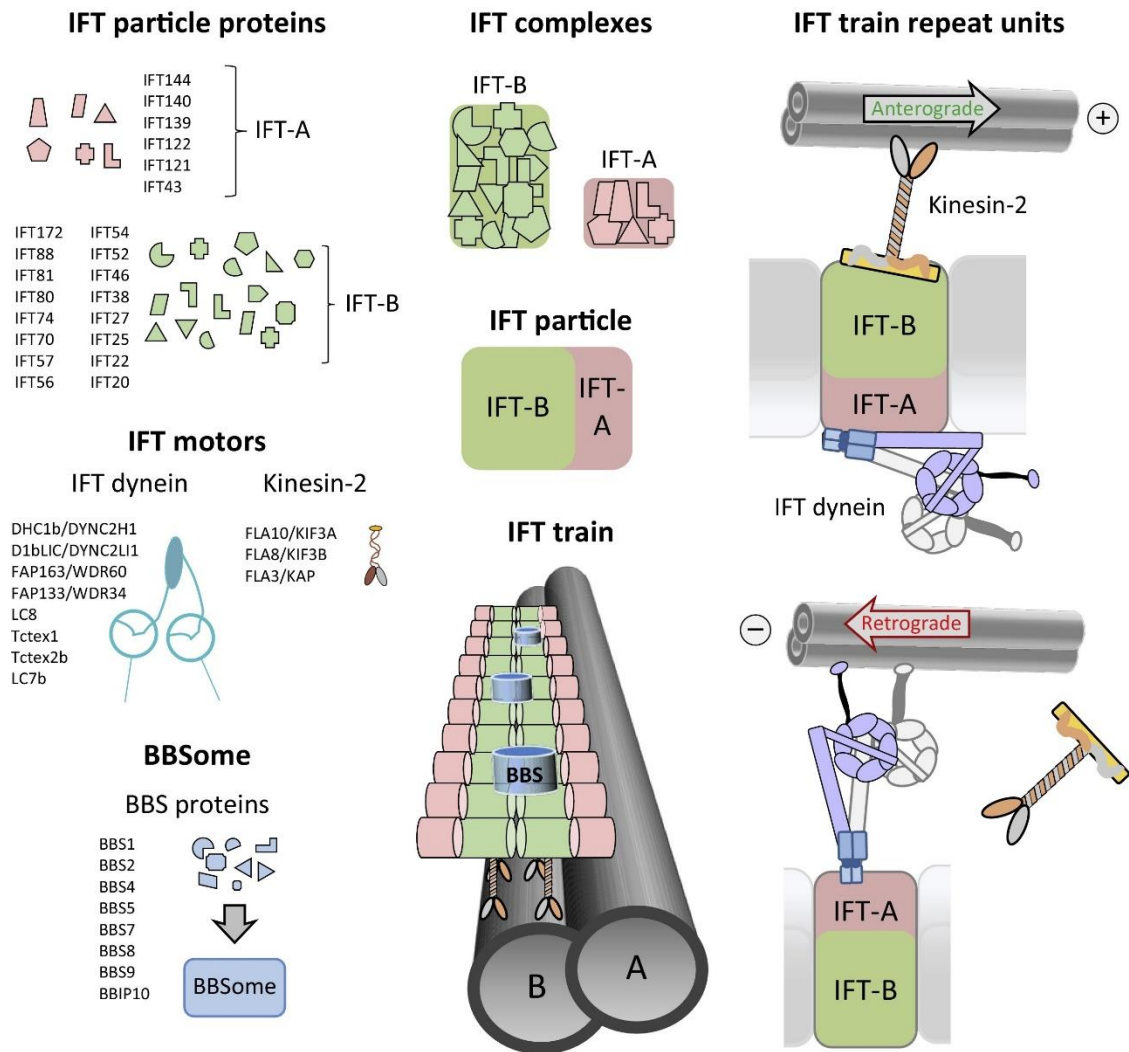 IFT particle proteins
IFT144
IFT140
IFT139
IFT122
IFT121
IFT43
IFT-A
IFT172 IFT54
IFT88 IFT52
IFT81 IFT46
IFT80 IFT38
IFT74 IFT27
IFT70 IFT25
IFT57 IFT22
IFT56 IFT20
IFT-B
IFT motors
IFT dynein
DHC1b/DYNC2H1
D1bLIC/DYNC2LI1
FAP163/WDR60
FAP133/WDR34
LC8
Tctex1
Tctex2b
LC7b
Kinesin-2
FLA10/KIF3A
FLA8/KIF3B
FLA3/KAP
BBSome
BBS proteins
BBS1
BBS2
BBS4
BBS5
BBS7
BBS8
BBS9
BBIP10
BBSome
IFT complexes
IFT-B
IFT-A
IFT particle
IFT-B
IFT-
A
IFT train
BBS
B
A
IFT train repeat units
Anterograde
+
Kinesin-2
IFT-B
IFT-A
IFT dynein
−
Retrograde
IFT-A
IFT-B